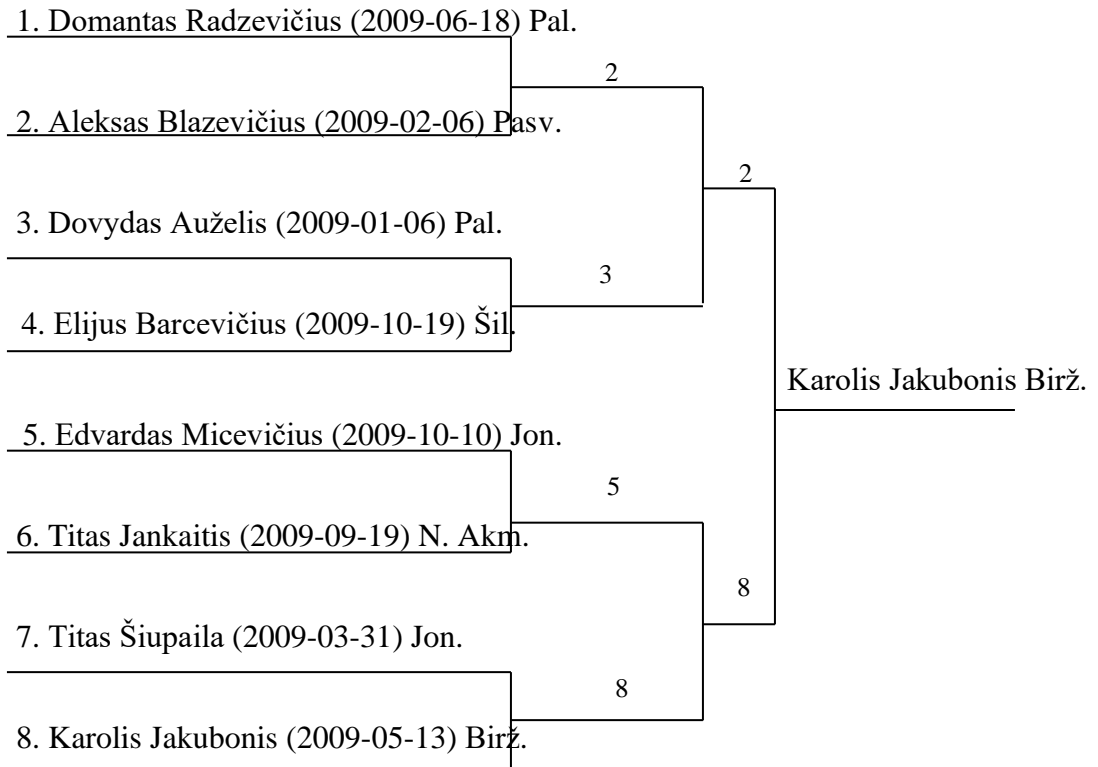 1. Domantas Radzevičius (2009-06-18) Pal.
2
2. Aleksas Blazevičius (2009-02-06) Pasv.
2
3. Dovydas Auželis (2009-01-06) Pal.
3
4. Elijus Barcevičius (2009-10-19) Šil.
Karolis Jakubonis Birž.
5. Edvardas Micevičius (2009-10-10) Jon.
5
6. Titas Jankaitis (2009-09-19) N. Akm.
8
7. Titas Šiupaila (2009-03-31) Jon.
8
8. Karolis Jakubonis (2009-05-13) Birž.